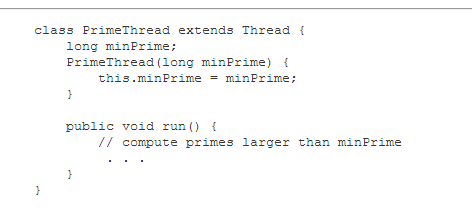 class PrimeThread extends Thread {
    long minPrime;
    PrimeThread(long minPrime) {
        this.minPrime = minPrime;
    }

    public void run() {
        // compute primes larger than minPrime
         . . .
    }
}